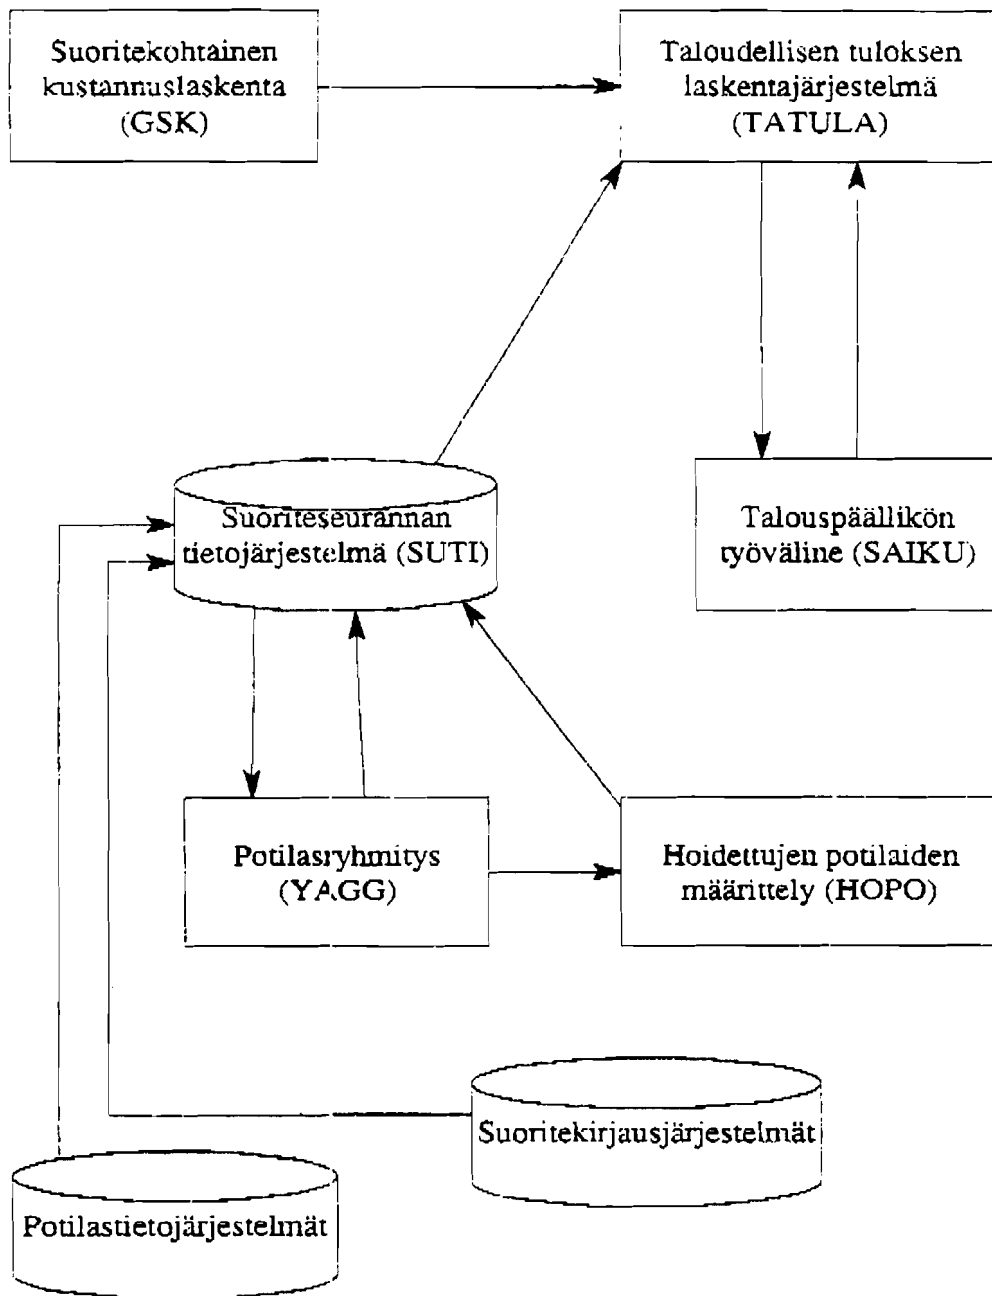 Suoritekohtainen
kustannuslaskenta
(GSK)
Taloudellisen tuloksen
laskentajärjestelmä
(TATULA)
Suoriteseurannan
tietojärjestelmä (SUTI)
Talouspäällikön
työväline (SAIKU)
Potilasryhmitys
(YAGG)
Hoidettujen potilaiden
määrittely (HOPO)
Suoritekirjausjärjestelmät
Potilastietojärjestelmät